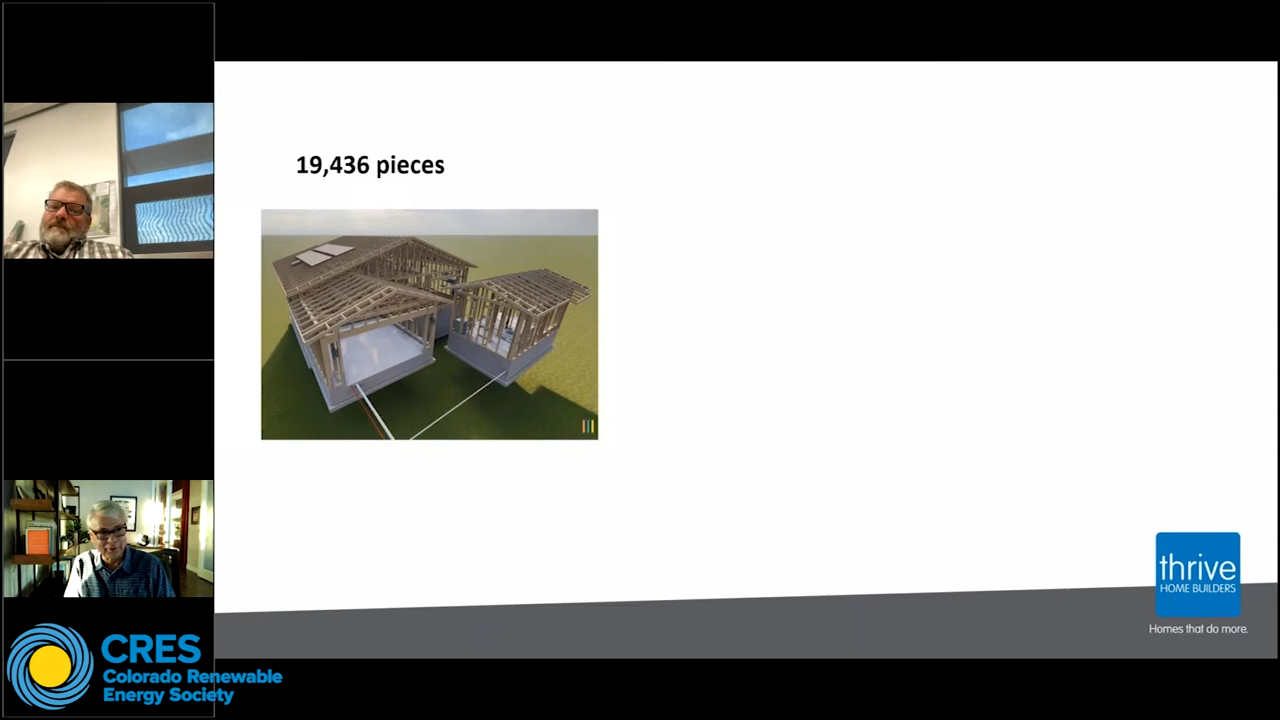 19,436 pieces
thrive
HOME BUILDERS
Homes that do more.
CRES
Colorado Renewable
Energy Society